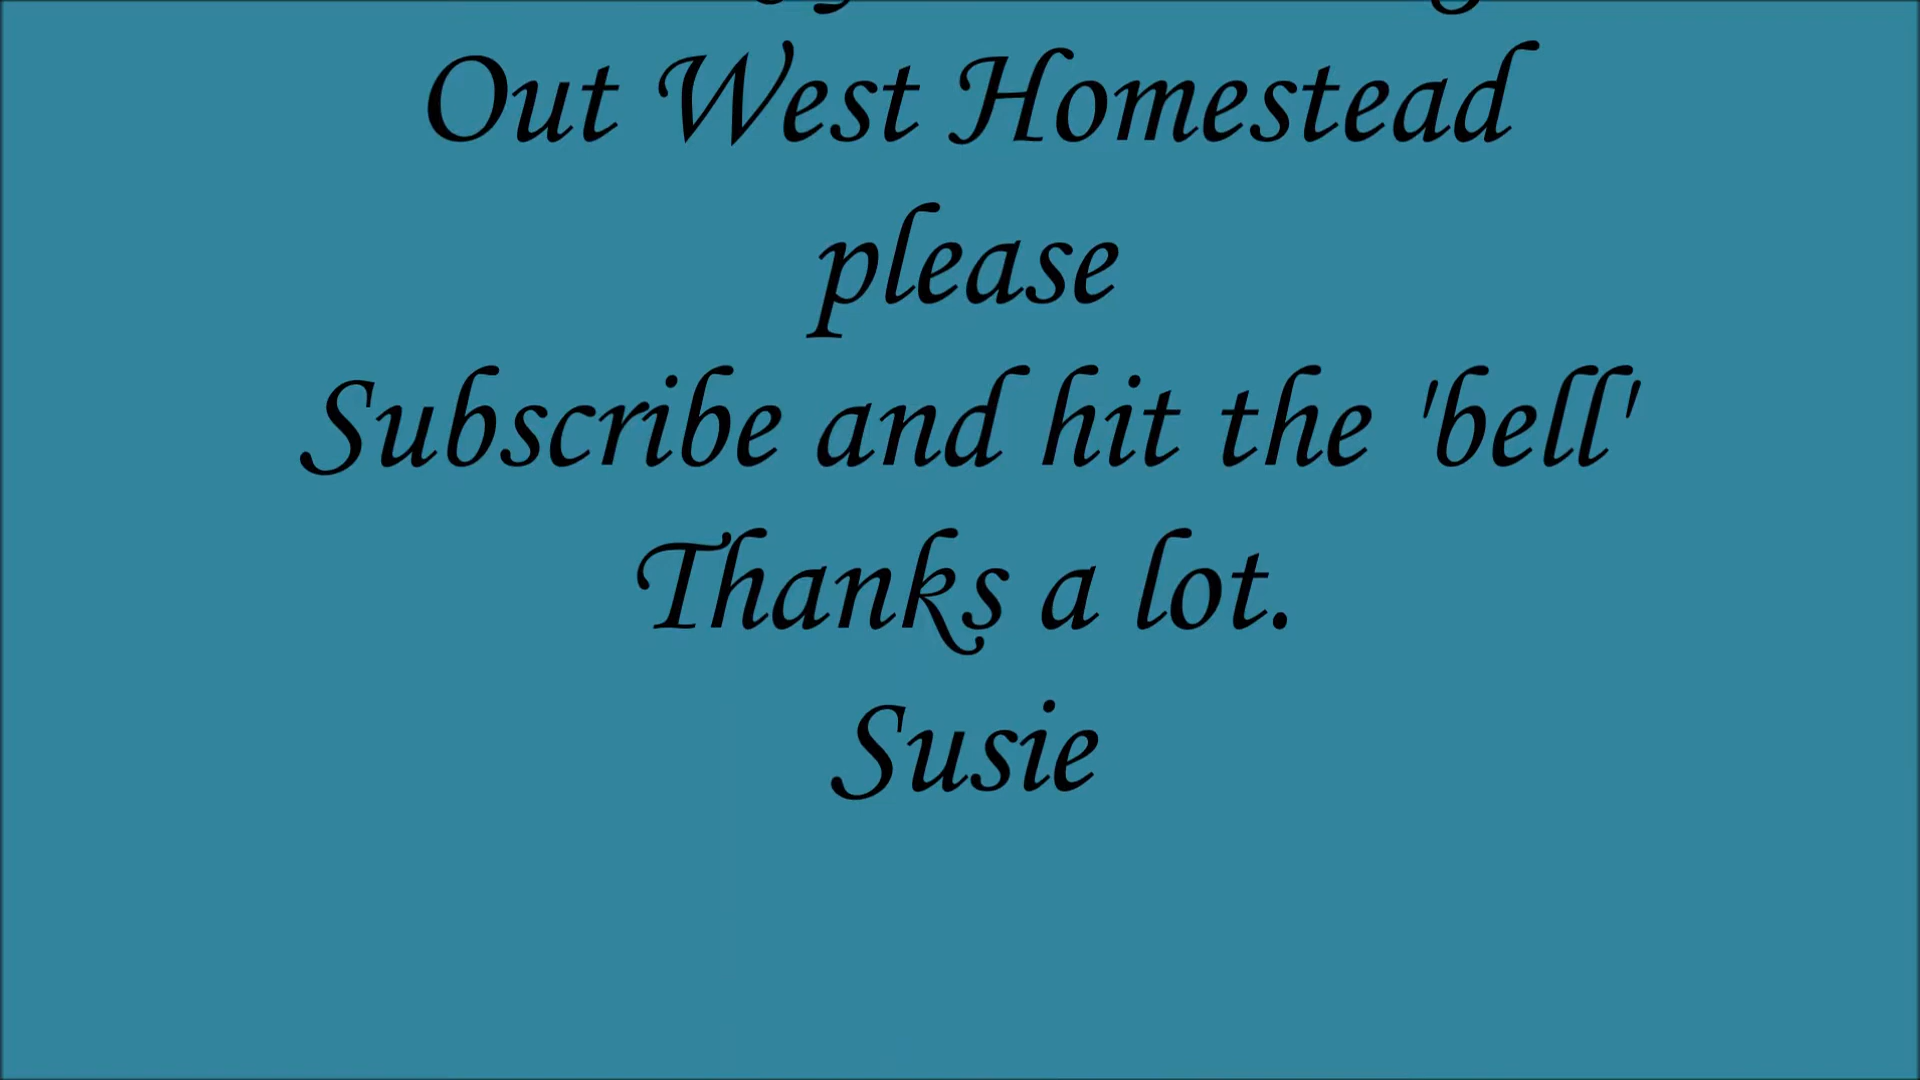 Out West Homestead
please
Subscribe and hit the 'bell'
Thanks a lot.
Susie